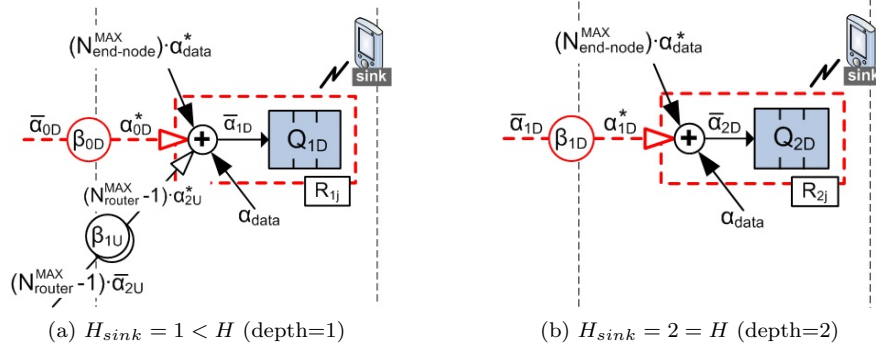 (N^MAX_end-node)·α*_data
sink
ᾱ_0D
β_0D
α*_0D
+
ᾱ_1D
Q_1D
(N^MAX_router-1)·α*_2U
R_1j
α_data
β_1U
(N^MAX_router-1)·ᾱ_2U
(a) H_sink = 1 < H (depth=1)
(N^MAX_end-node)·α*_data
sink
ᾱ_1D
β_1D
α*_1D
+
ᾱ_2D
Q_2D
R_2j
α_data
(b) H_sink = 2 = H (depth=2)